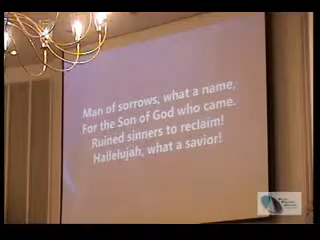 Man of sorrows, what a name,
For the Son of God who came.
Ruined sinners to reclaim!
Hallelujah, what a savior!